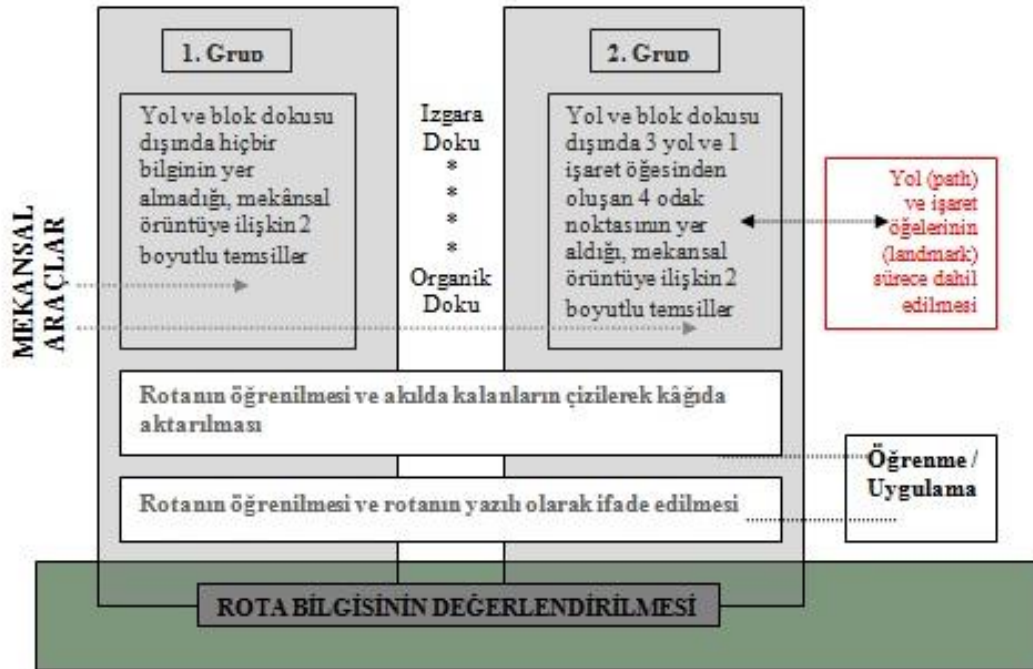 1. Grup
2. Grup
Yol ve blok dokusu
dışında hiçbir
bilginin yer
almadığı, mekânsal
örüntüye ilişkin 2
boyutlu temsiller
Izgara
Doku
*
*
*
*
Organik
Doku
Yol ve blok dokusu
dışında 3 yol ve 1
işaret öğesinden
oluşan 4 odak
noktasının yer
aldığı, mekansal
örüntüye ilişkin 2
boyutlu temsiller
Yol (path)
ve işaret
öğelerinin
(landmark)
sürece dahil
edilmesi
MEKANSAL
ARAÇLAR
Rotanın öğrenilmesi ve akılda kalanların çizilerek kâğıda
aktarılması
Rotanın öğrenilmesi ve rotanın yazılı olarak ifade edilmesi
Öğrenme /
Uygulama
ROTA BİLGİSİNİN DEĞERLENDİRİLMESİ